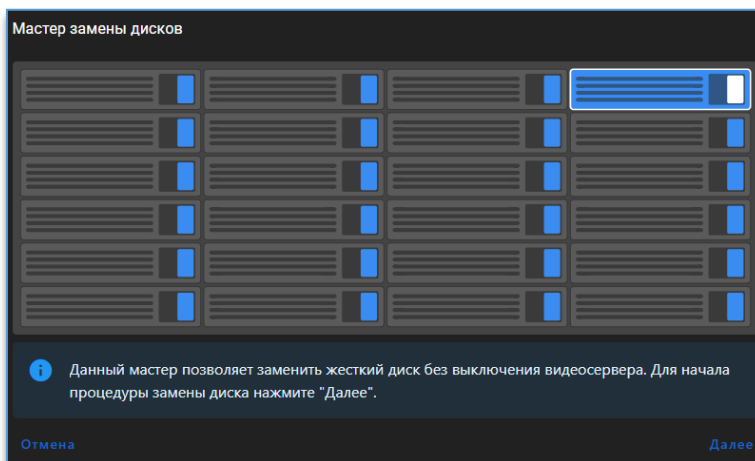 Мастер замены дисков
Данный мастер позволяет заменить жесткий диск без выключения видеосервера. Для начала
процедуры замены диска нажмите "Далее".
Отмена
Далее